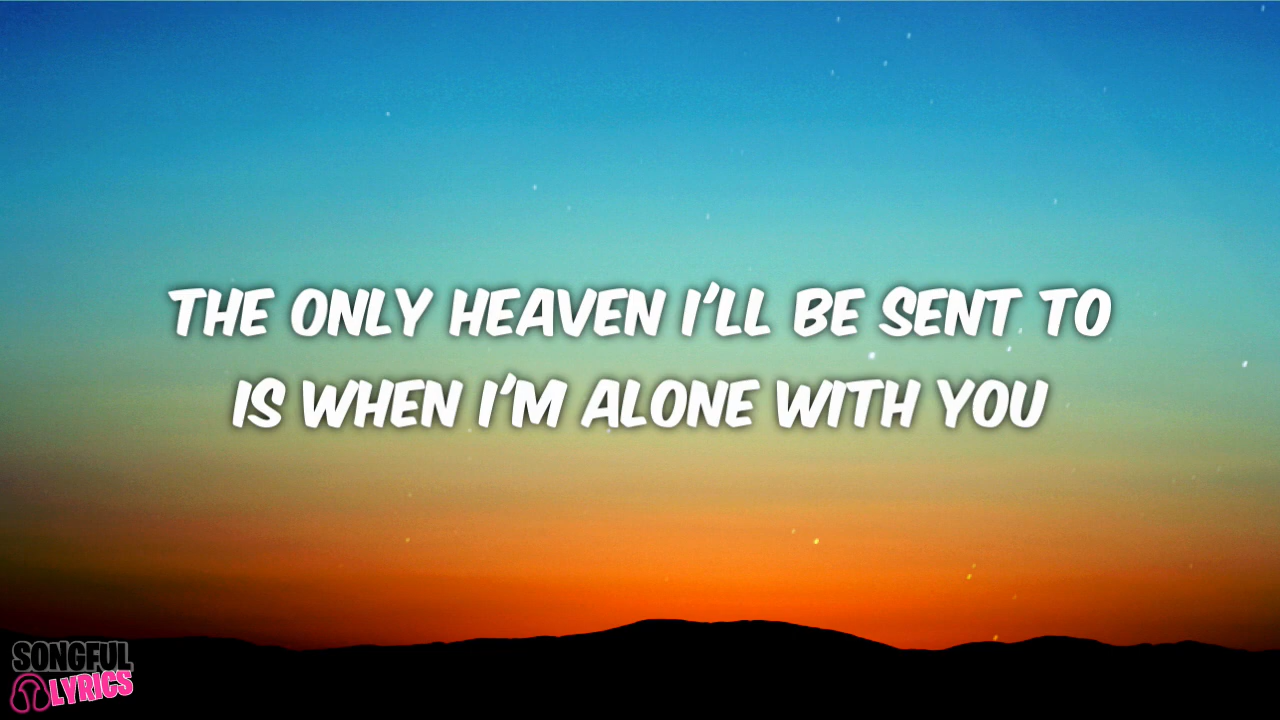 THE ONLY HEAVEN I'LL BE SENT TO
IS WHEN I'M ALONE WITH YOU
SONGFUL
LYRICS